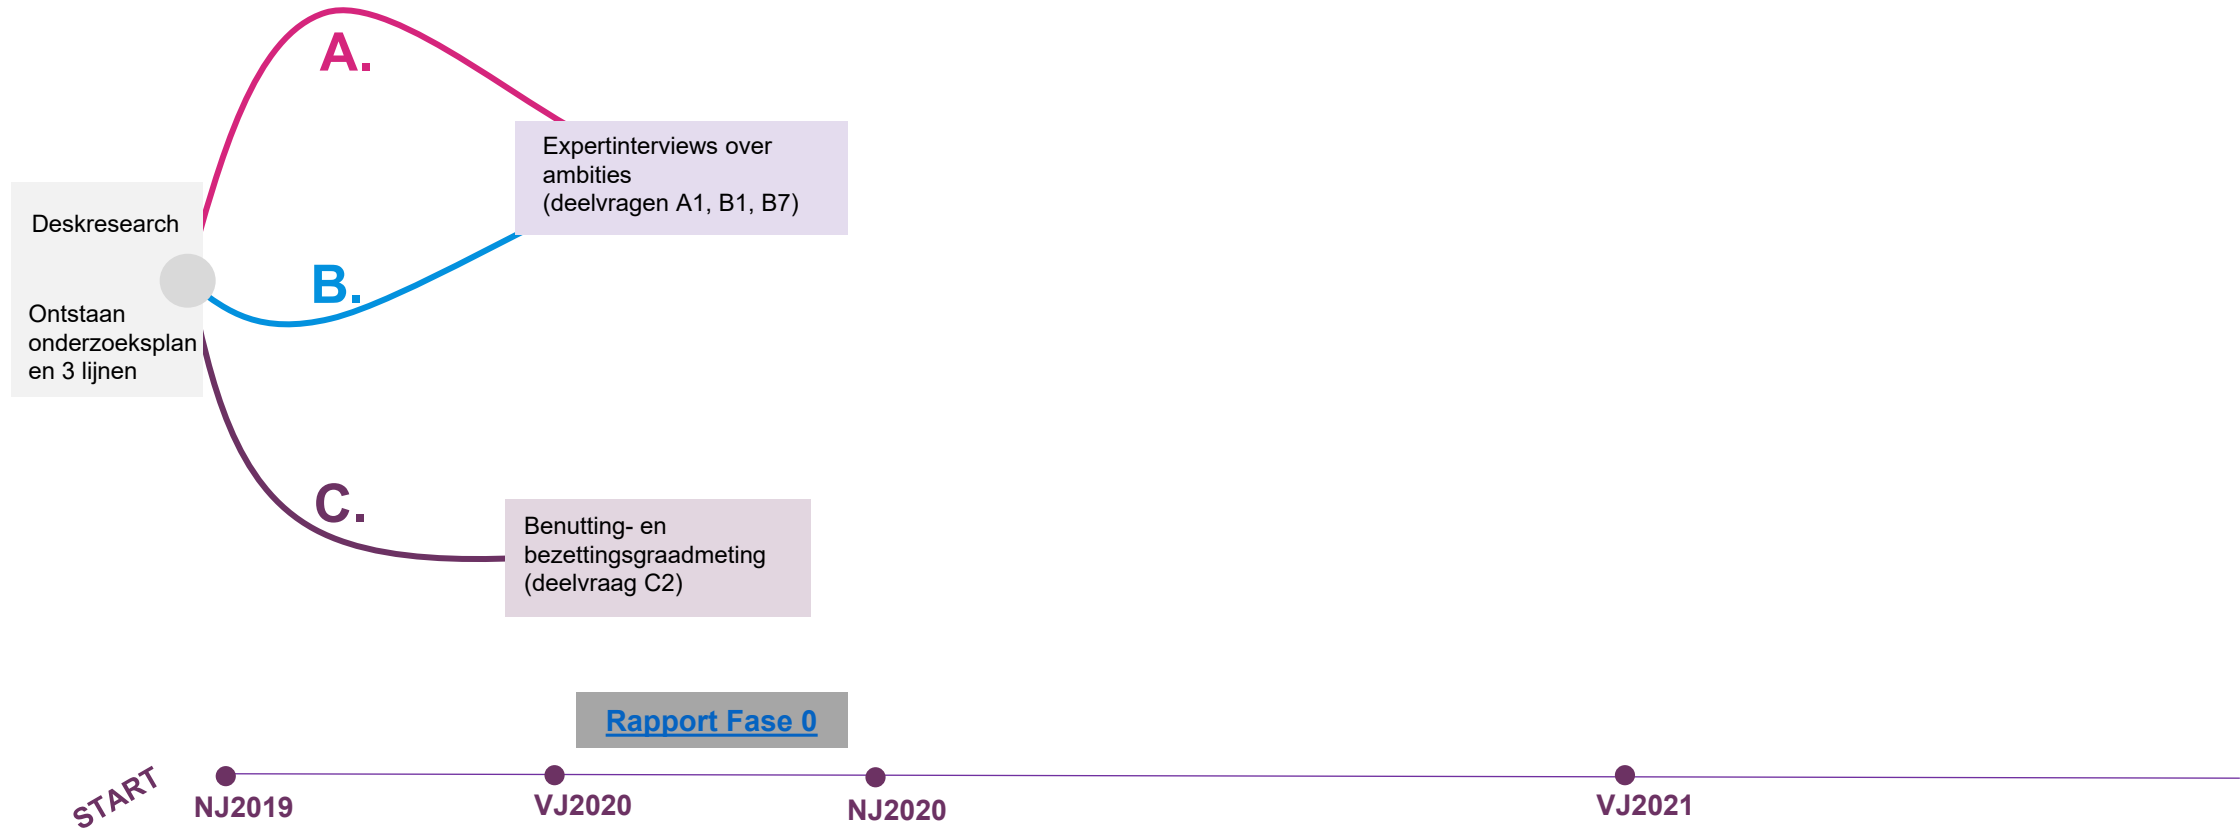 A.
Expertinterviews over
ambities
(deelvragen A1, B1, B7)
Deskresearch
B.
Ontstaan
onderzoeksplan
en 3 lijnen
C.
Benutting- en
bezettingsgraadmeting
(deelvraag C2)
Rapport Fase 0
START
NJ2019
VJ2020
NJ2020
VJ2021